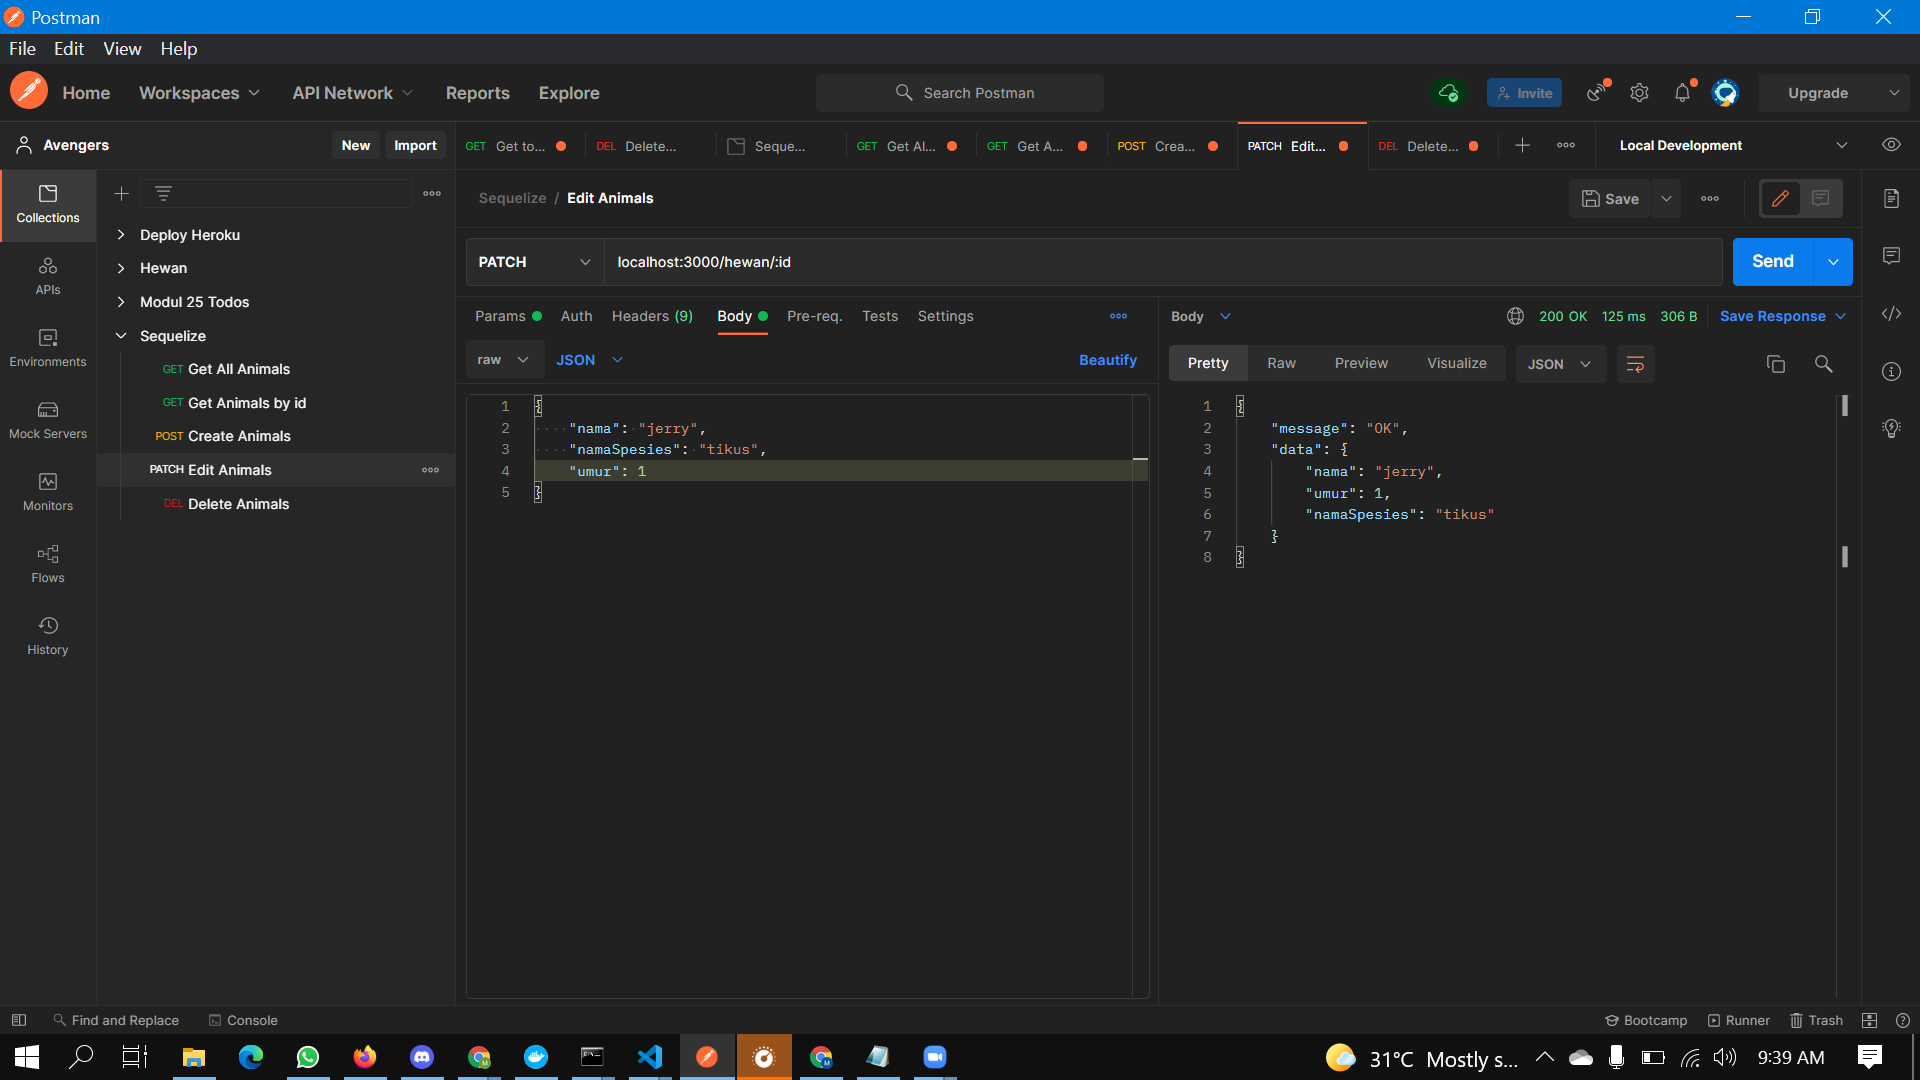 Postman
File Edit View Help
Home Workspaces API Network Reports Explore Search Postman Invite Upgrade
Avengers New Import GET Get to... DEL Delete... Seque... GET Get Al... GET Get A... POST Crea... PATCH Edit... DEL Delete... Local Development
Collections
APIs
Environments
Mock Servers
Monitors
Flows
History
Deploy Heroku
Hewan
Modul 25 Todos
Sequelize
GET Get All Animals
GET Get Animals by id
POST Create Animals
PATCH Edit Animals
DEL Delete Animals
Sequelize / Edit Animals Save
PATCH localhost:3000/hewan/:id Send
Params Auth Headers (9) Body Pre-req. Tests Settings
raw JSON Beautify
1 {
2 "nama": "jerry",
3 "namaSpesies": "tikus",
4 "umur": 1
5 }
Body 200 OK 125 ms 306 B Save Response
Pretty Raw Preview Visualize JSON
1 {
2 "message": "OK",
3 "data": {
4 "nama": "jerry",
5 "umur": 1,
6 "namaSpesies": "tikus"
7 }
8 }
Find and Replace Console Bootcamp Runner Trash
31°C Mostly s... 9:39 AM